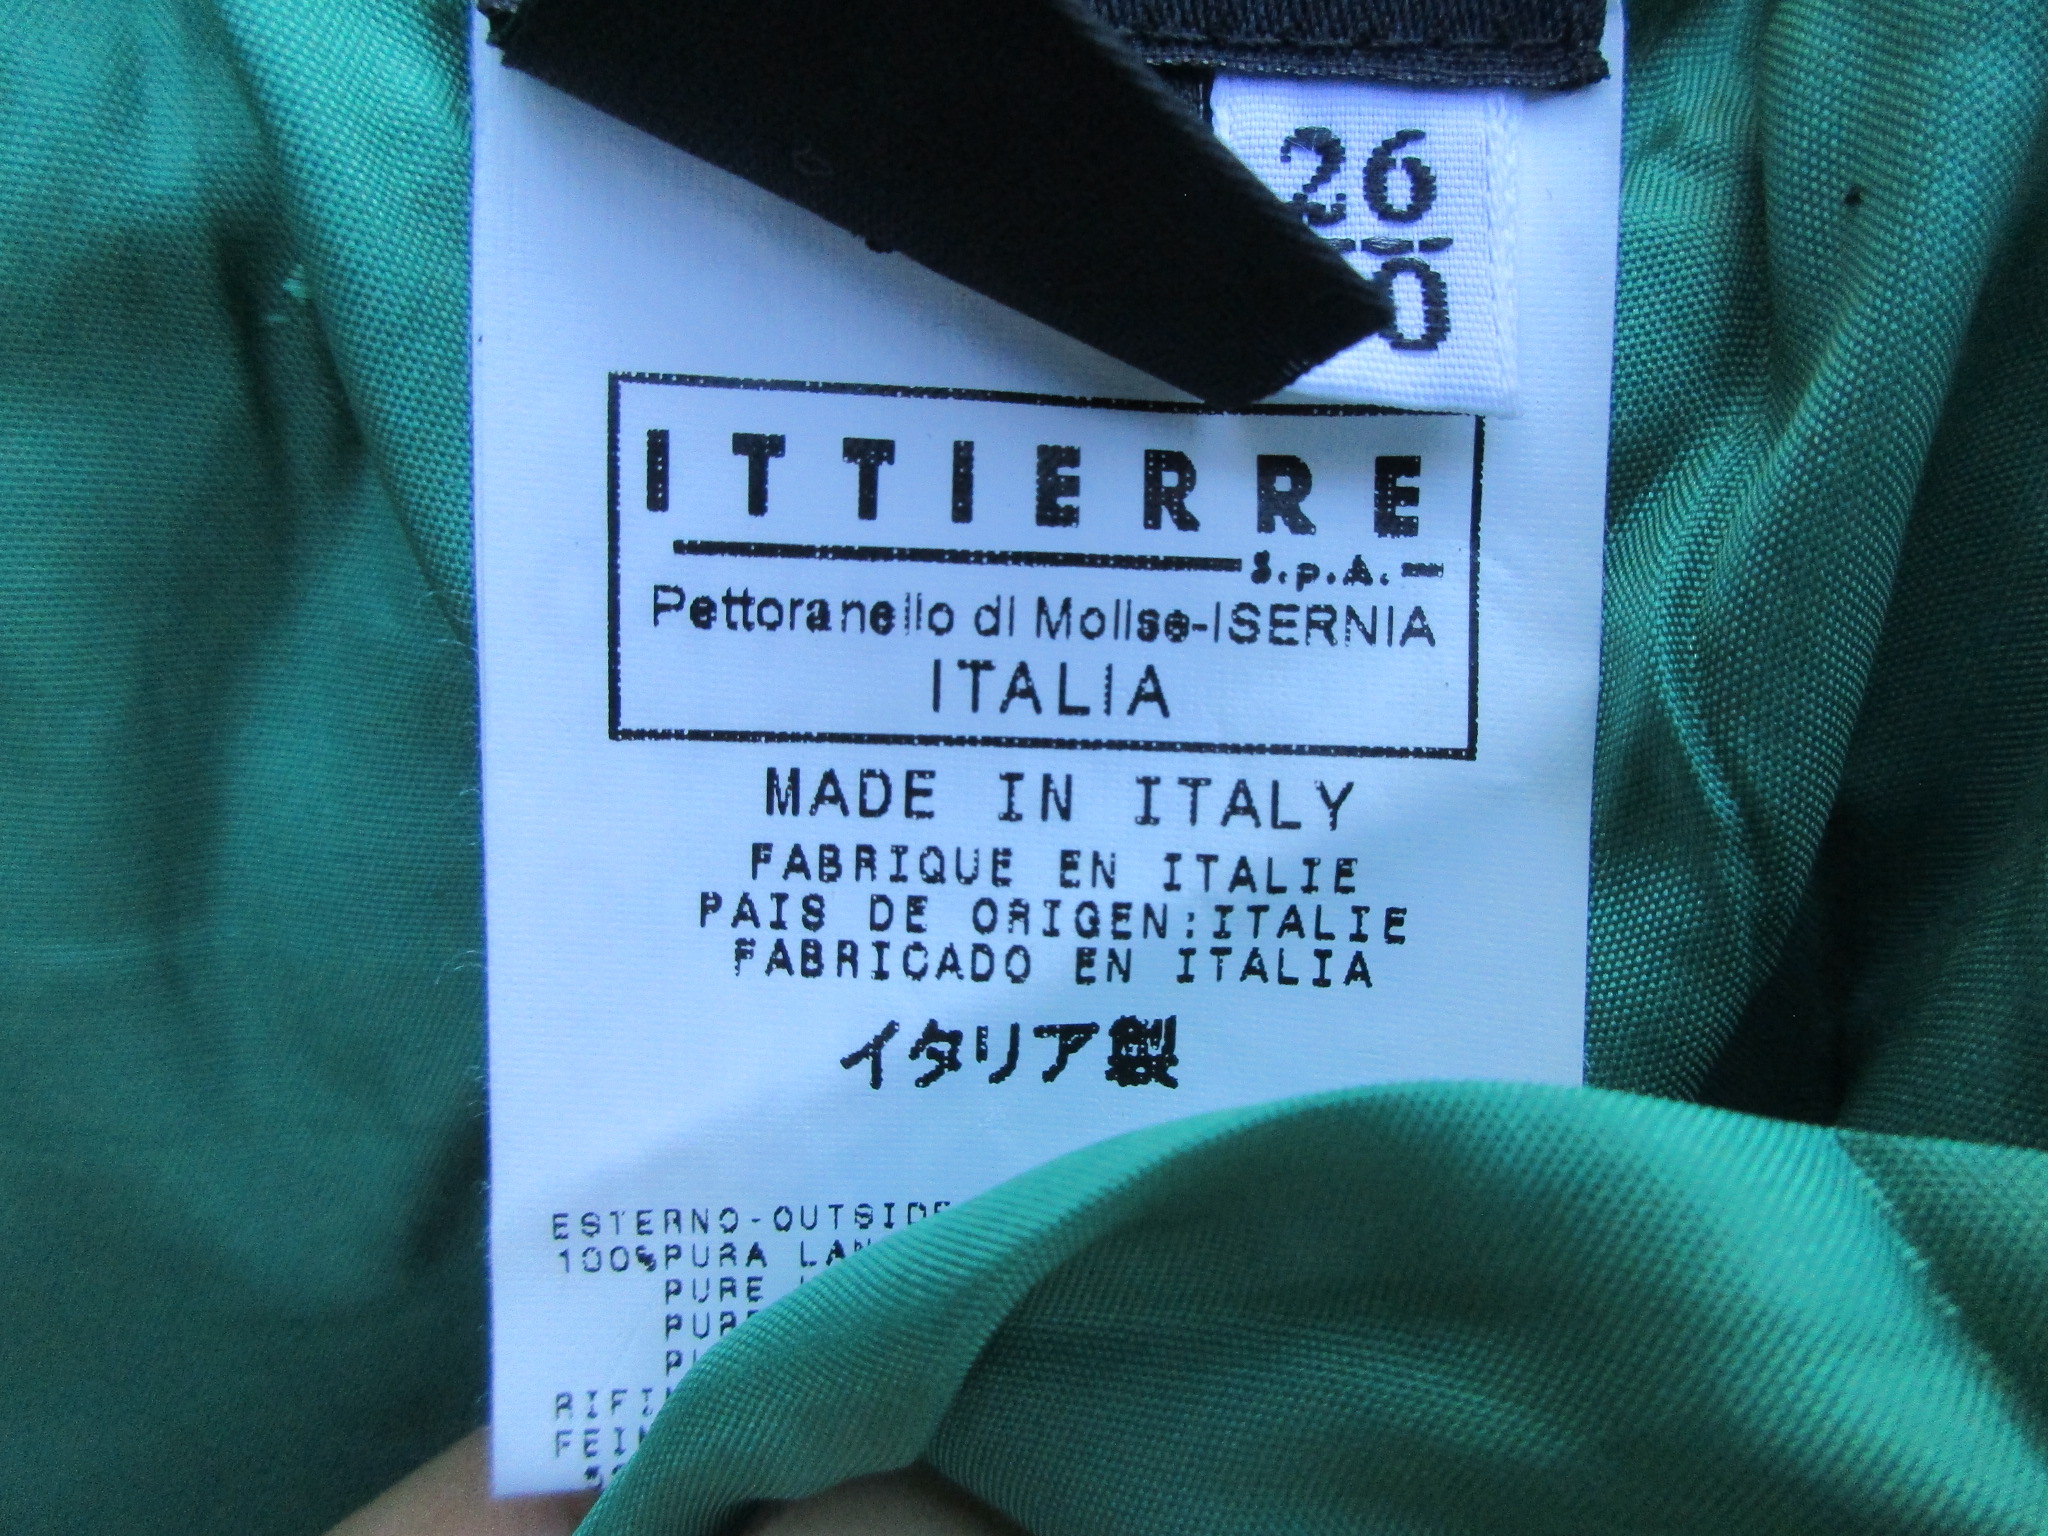 26
0
ITTIERRE
S.p.A.
Pettoranello di Molise-ISERNIA
ITALIA
MADE IN ITALY
FABRIQUE EN ITALIE
PAIS DE ORIGEN:ITALIE
FABRICADO EN ITALIA
イタリア製
ESTERNO-OUTSIDE
100%PURA
PURE